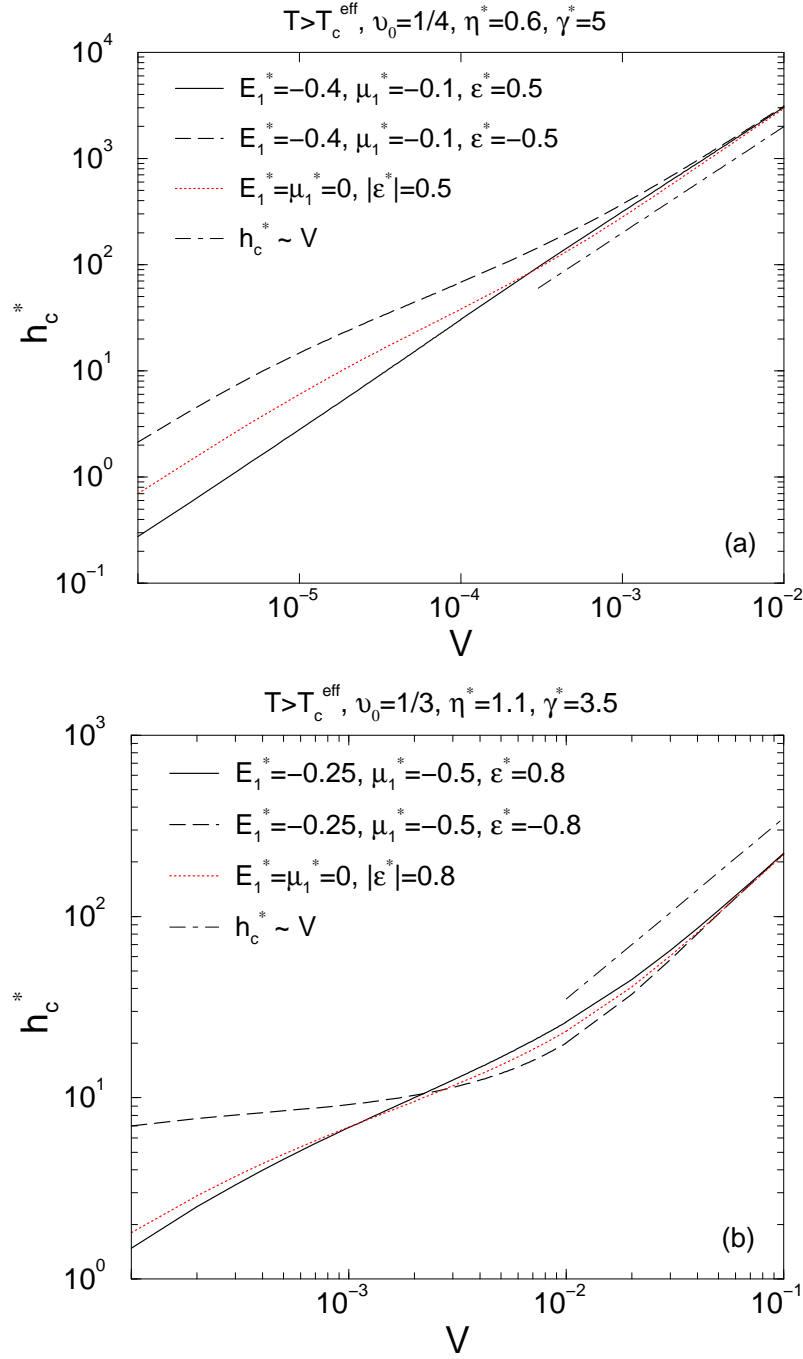 T>T_c^eff, υ_0=1/4, η^*=0.6, γ^*=5
10^4
E_1^*=−0.4, μ_1^*=−0.1, ε^*=0.5
E_1^*=−0.4, μ_1^*=−0.1, ε^*=−0.5
E_1^*=μ_1^*=0, |ε^*|=0.5
h_c^* ~ V
10^3
10^2
10^1
10^0
10^−1
h_c^*
(a)
10^−5
10^−4
10^−3
10^−2
V
T>T_c^eff, υ_0=1/3, η^*=1.1, γ^*=3.5
10^3
E_1^*=−0.25, μ_1^*=−0.5, ε^*=0.8
E_1^*=−0.25, μ_1^*=−0.5, ε^*=−0.8
E_1^*=μ_1^*=0, |ε^*|=0.8
h_c^* ~ V
10^2
10^1
10^0
h_c^*
(b)
10^−3
10^−2
10^−1
V